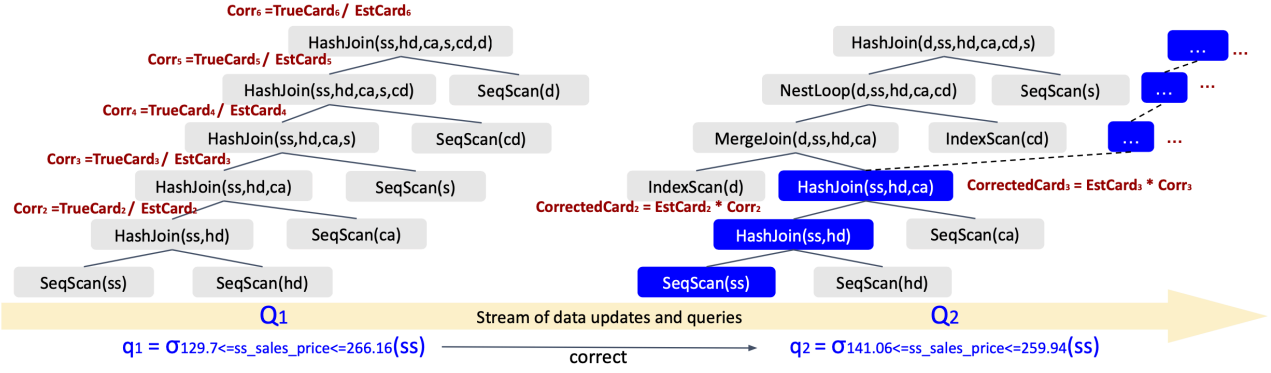 Corr₆ =TrueCard₆ / EstCard₆
HashJoin(ss,hd,ca,s,cd,d)
Corr₅ =TrueCard₅ / EstCard₅
HashJoin(ss,hd,ca,s,cd)
SeqScan(d)
Corr₄ =TrueCard₄ / EstCard₄
HashJoin(ss,hd,ca,s)
SeqScan(cd)
Corr₃ =TrueCard₃ / EstCard₃
HashJoin(ss,hd,ca)
SeqScan(s)
Corr₂ =TrueCard₂ / EstCard₂
HashJoin(ss,hd)
SeqScan(ca)
SeqScan(ss)
SeqScan(hd)
HashJoin(d,ss,hd,ca,cd,s)
... ...
NestLoop(d,ss,hd,ca,cd)
SeqScan(s)
... ...
MergeJoin(d,ss,hd,ca)
IndexScan(cd)
... ...
IndexScan(d)
HashJoin(ss,hd,ca)
CorrectedCard₃ = EstCard₃ * Corr₃
CorrectedCard₂ = EstCard₂ * Corr₂
HashJoin(ss,hd)
SeqScan(ca)
SeqScan(ss)
SeqScan(hd)
Q₁
Stream of data updates and queries
Q₂
q1 = σ129.7<=ss_sales_price<=266.16(ss)
correct
q2 = σ141.06<=ss_sales_price<=259.94(ss)